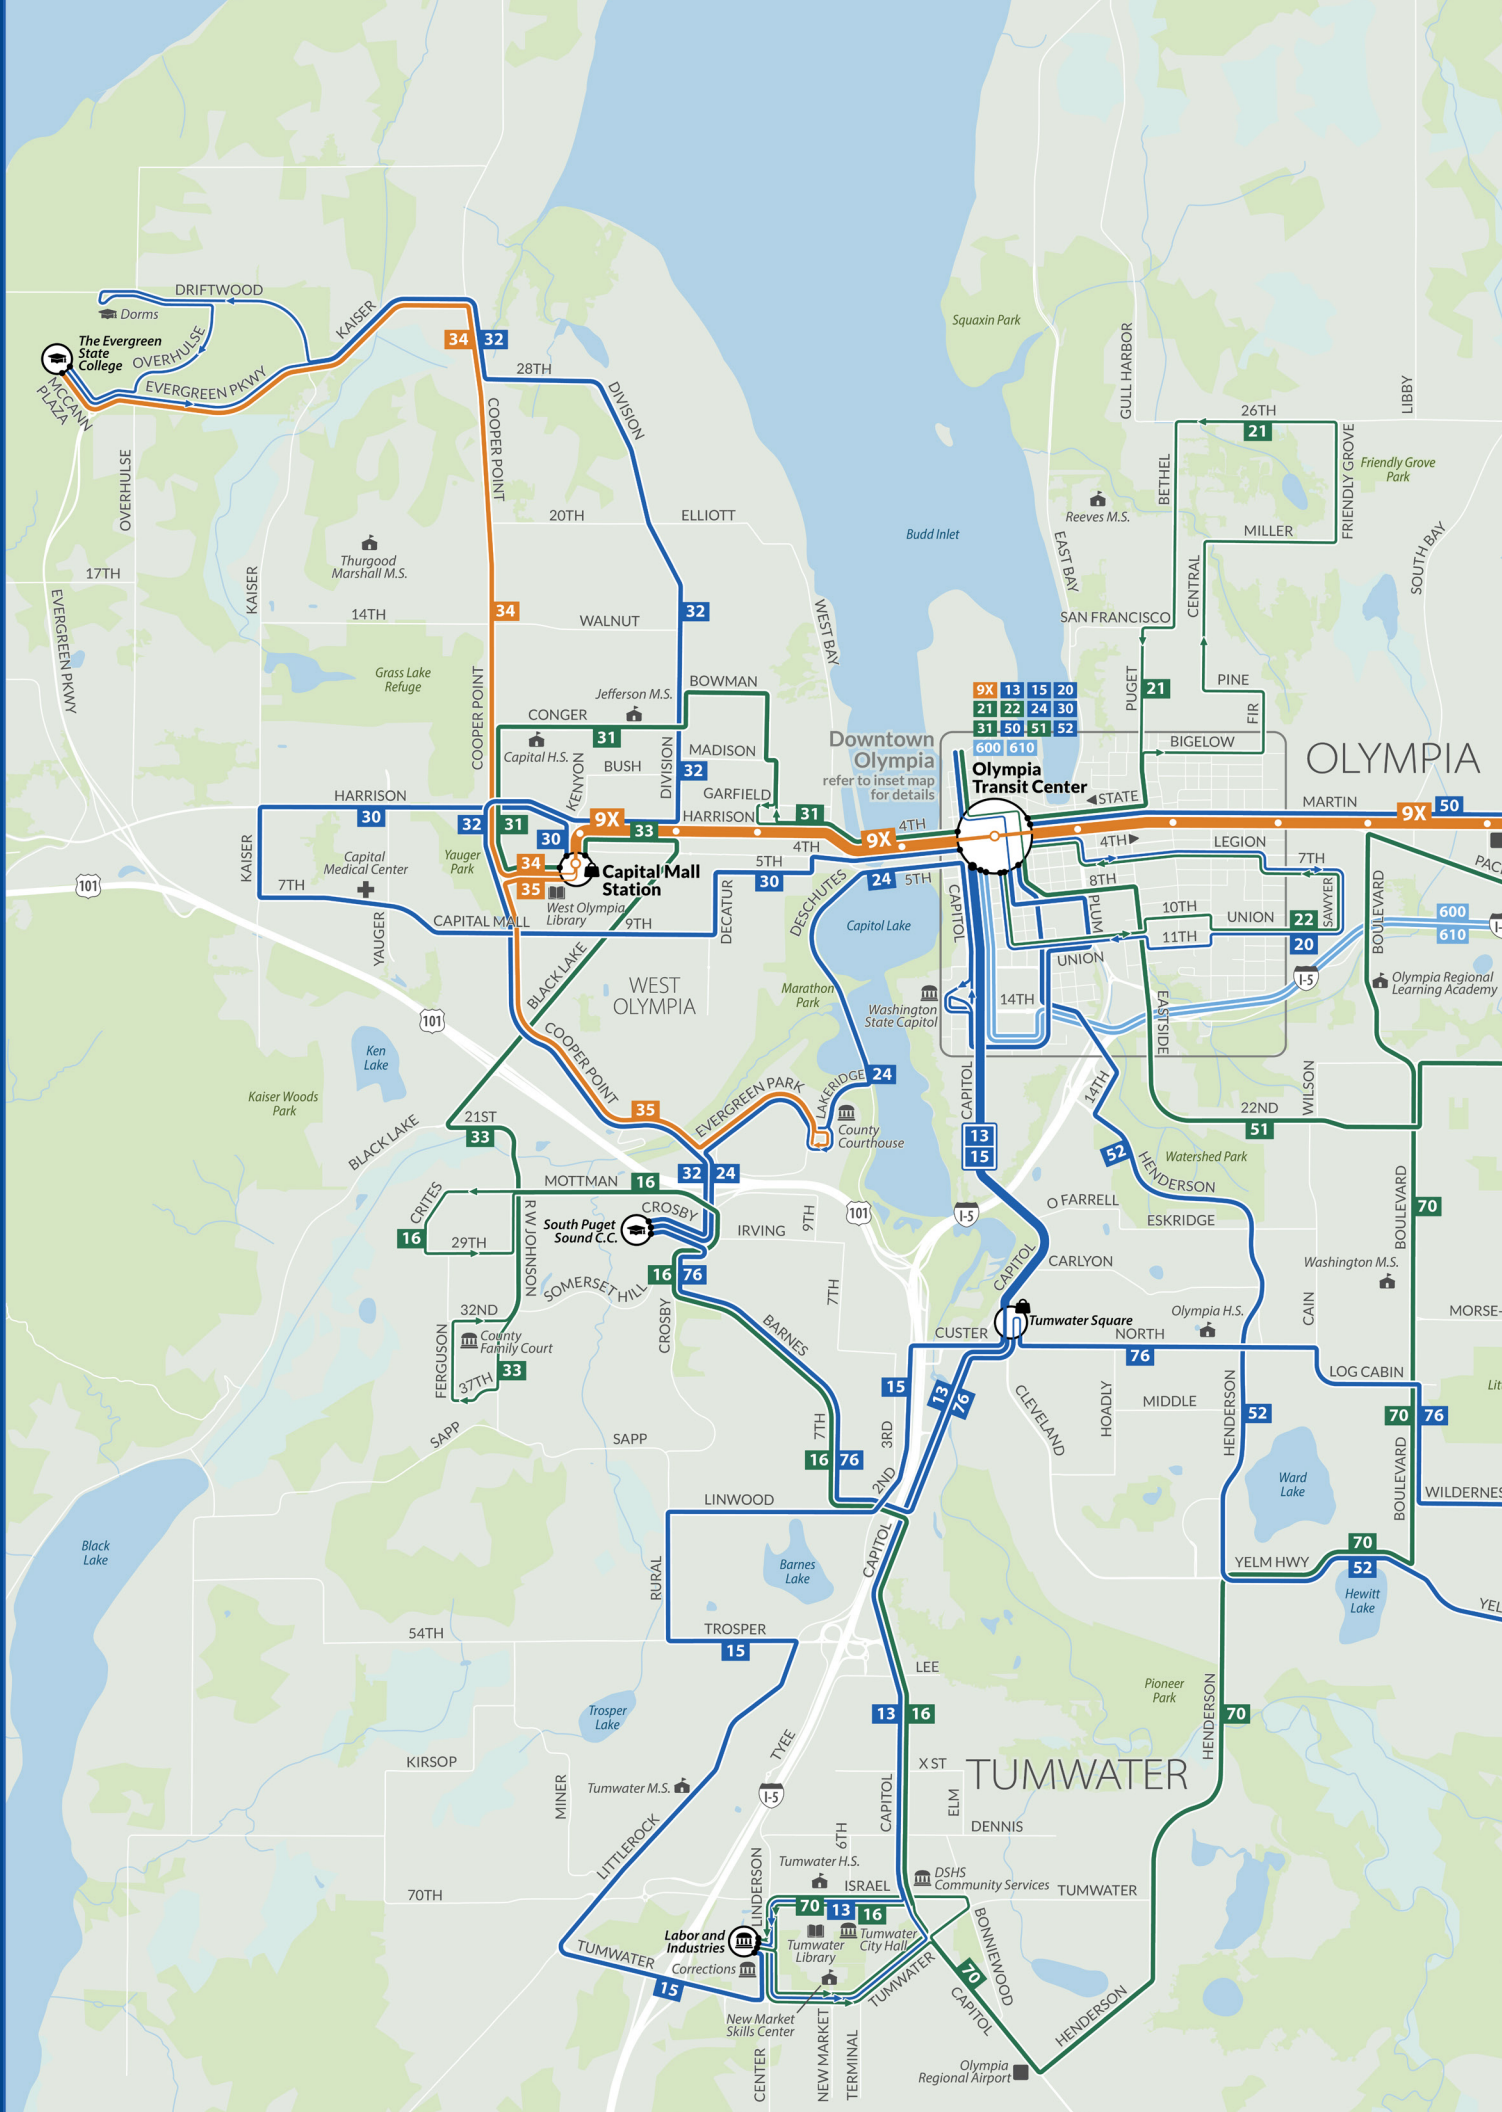 DRIFTWOOD
Dorms
The Evergreen
State
College
OVERHULSE
KAISER
EVERGREEN PKWY
MCCANN
PLAZA
34
32
28TH
DIVISION
COOPER POINT
OVERHULSE
20TH
ELLIOTT
Thurgood
Marshall M.S.
17TH
KAISER
EVERGREEN PKWY
14TH
34
WALNUT
32
WEST BAY
Grass Lake
Refuge
COOPER POINT
Jefferson M.S.
BOWMAN
CONGER
31
Capital H.S.
KENYON
BUSH
DIVISION
MADISON
32
GARFIELD
HARRISON
30
32
31
30
9X
33
HARRISON
31
4TH
9X
4TH
KAISER
Capital
Medical Center
Yauger
Park
34
35
Capital Mall
Station
West Olympia
Library
5TH
30
24
5TH
DESCHUTES
7TH
YAUGER
CAPITAL MALL
9TH
DECATUR
101
BLACK LAKE
WEST
OLYMPIA
Capitol Lake
Marathon
Park
Squaxin Park
GULL HARBOR
LIBBY
26TH
21
BETHEL
FRIENDLY GROVE
Friendly Grove
Park
Reeves M.S.
Budd Inlet
EAST BAY
MILLER
SOUTH BAY
CENTRAL
SAN FRANCISCO
PUGET
21
PINE
FIR
BIGELOW
9X 13 15 20
21 22 24 30
31 50 51 52
600 610
Downtown
Olympia
refer to inset map
for details
Olympia
Transit Center
OLYMPIA
STATE
MARTIN
9X
50
4TH
LEGION
7TH
PAC
8TH
PLUM
10TH
UNION
22
SAWYER
BOULEVARD
11TH
20
UNION
600
610
I-
CAPITOL
I-5
Olympia Regional
Learning Academy
Washington
State Capitol
14TH
EASTSIDE
101
Ken
Lake
COOPER POINT
Kaiser Woods
Park
35
EVERGREEN PARK
LAKERIDGE
24
County
Courthouse
CAPITOL
14TH
WILSON
22ND
51
21ST
33
BLACK LAKE
13
15
52
HENDERSON
Watershed Park
32
24
MOTTMAN
16
CRITES
CROSBY
R W JOHNSON
South Puget
Sound C.C.
IRVING
9TH
101
I-5
O FARRELL
ESKRIDGE
BOULEVARD
70
16
29TH
16
76
SOMERSET HILL
7TH
CAPITOL
CARLYON
Washington M.S.
32ND
County
Family Court
FERGUSON
33
37TH
CROSBY
BARNES
CUSTER
Tumwater Square
NORTH
76
Olympia H.S.
CAIN
MORSE-
15
13
76
LOG CABIN
Lit
CLEVELAND
HOADLY
MIDDLE
HENDERSON
52
70
76
SAPP
SAPP
7TH
3RD
16
76
2ND
Ward
Lake
BOULEVARD
WILDERNES
LINWOOD
CAPITOL
Black
Lake
Barnes
Lake
RURAL
YELM HWY
70
52
Hewitt
Lake
YEL
54TH
TROSPER
15
LEE
Pioneer
Park
HENDERSON
Trosper
Lake
13
16
70
TYEE
KIRSOP
MINER
Tumwater M.S.
I-5
X ST
TUMWATER
CAPITOL
ELM
DENNIS
LITTLEROCK
6TH
Tumwater H.S.
LINDERSON
DSHS
Community Services
TUMWATER
70TH
ISRAEL
70
13
16
Labor and
Industries
Tumwater
Library
Tumwater
City Hall
BONNIEWOOD
TUMWATER
Corrections
15
TUMWATER
70
CAPITOL
HENDERSON
New Market
Skills Center
CENTER
NEW MARKET
TERMINAL
Olympia
Regional Airport